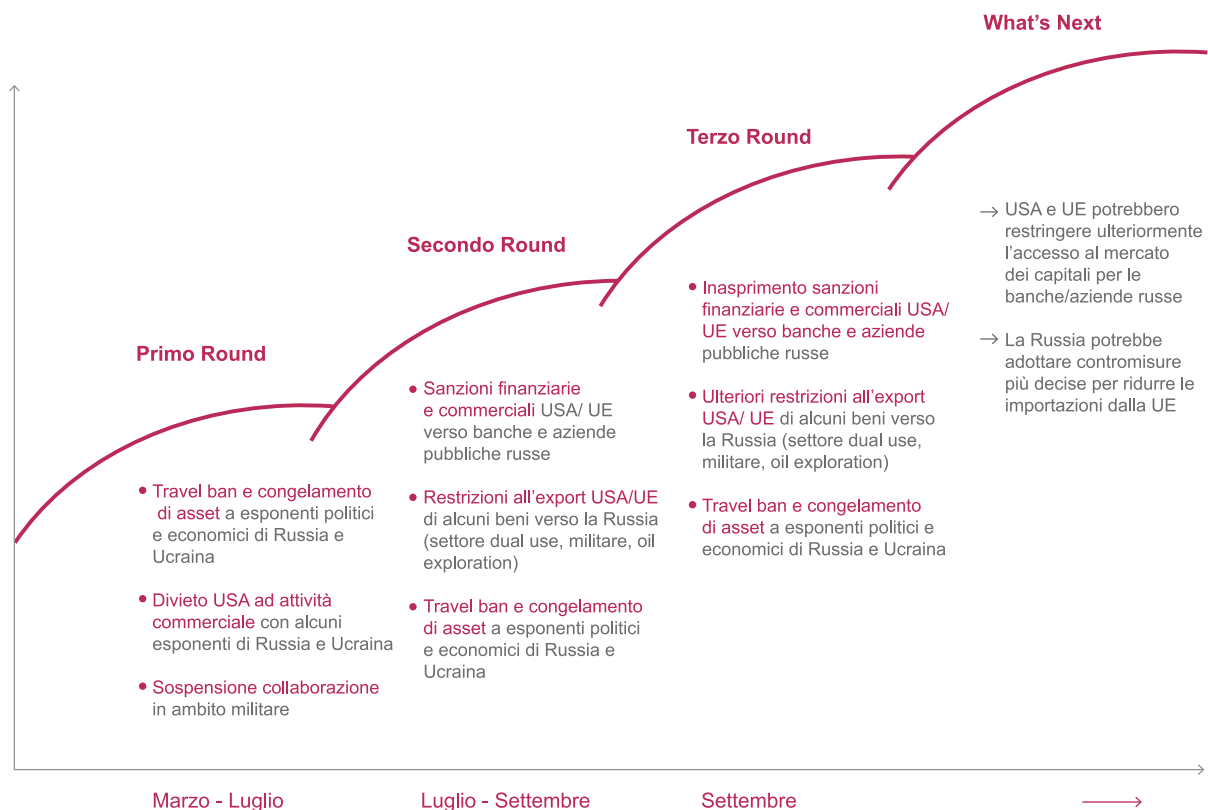 What's Next
→ USA e UE potrebbero
restringere ulteriormente
l'accesso al mercato
dei capitali per le
banche/aziende russe
→ La Russia potrebbe
adottare contromisure
più decise per ridurre le
importazioni dalla UE
Terzo Round
• Inasprimento sanzioni
finanziarie e commerciali USA/
UE verso banche e aziende
pubbliche russe
• Ulteriori restrizioni all'export
USA/ UE di alcuni beni verso
la Russia (settore dual use,
militare, oil exploration)
• Travel ban e congelamento
di asset a esponenti politici e
economici di Russia e Ucraina
Secondo Round
• Sanzioni finanziarie
e commerciali USA/ UE
verso banche e aziende
pubbliche russe
• Restrizioni all'export USA/UE
di alcuni beni verso la Russia
(settore dual use, militare, oil
exploration)
• Travel ban e congelamento
di asset a esponenti politici
e economici di Russia e
Ucraina
Primo Round
• Travel ban e congelamento
di asset a esponenti politici
e economici di Russia e
Ucraina
• Divieto USA ad attività
commerciale con alcuni
esponenti di Russia e Ucraina
• Sospensione collaborazione
in ambito militare
Marzo - Luglio
Luglio - Settembre
Settembre